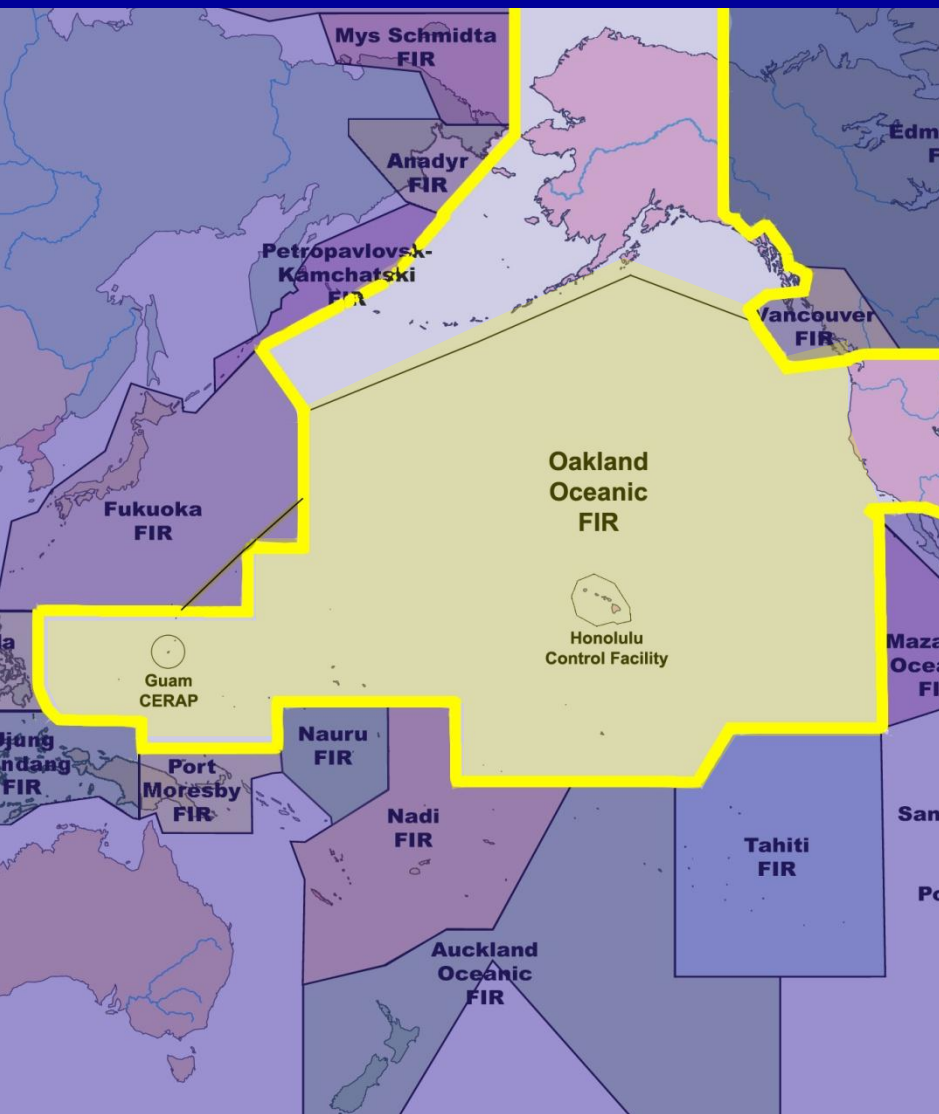 Mys Schmidta
FIR
Anadyr
FIR
Petropavlovsk-
Kamchatski
FIR
Vancouver
FIR
Oakland
Oceanic
FIR
Fukuoka
FIR
Honolulu
Control Facility
Guam
CERAP
Nauru
FIR
Port
Moresby
FIR
FIR
Nadi
FIR
Tahiti
FIR
Auckland
Oceanic
FIR